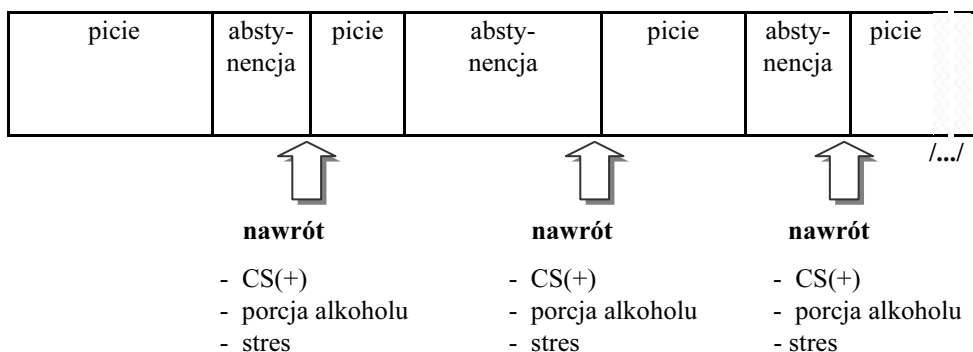 picie
absty-
nencja
picie
absty-
nencja
picie
absty-
nencja
picie
/.../
nawrót
- CS(+)
- porcja alkoholu
- stres
nawrót
- CS(+)
- porcja alkoholu
- stres
nawrót
- CS(+)
- porcja alkoholu
- stres